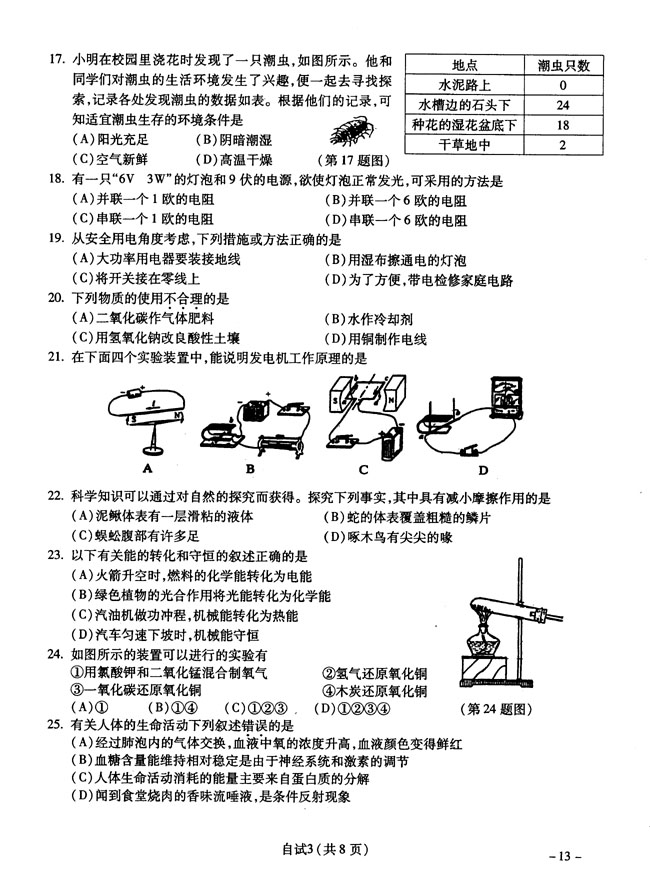 17. 小明在校园里浇花时发现了一只潮虫,如图所示。他和
同学们对潮虫的生活环境发生了兴趣,便一起去寻找探
索,记录各处发现潮虫的数据如表。根据他们的记录,可
知适宜潮虫生存的环境条件是
(A)阳光充足 (B)阴暗潮湿
(C)空气新鲜 (D)高温干燥 (第17题图)
地点 潮虫只数
水泥路上 0
水槽边的石头下 24
种花的湿花盆底下 18
干草地中 2
18. 有一只“6V 3W”的灯泡和9伏的电源,欲使灯泡正常发光,可采用的方法是
(A)并联一个1欧的电阻 (B)并联一个6欧的电阻
(C)串联一个1欧的电阻 (D)串联一个6欧的电阻
19. 从安全用电角度考虑,下列措施或方法正确的是
(A)大功率用电器要装接地线 (B)用湿布擦通电的灯泡
(C)将开关接在零线上 (D)为了方便,带电检修家庭电路
20. 下列物质的使用不合理的是
(A)二氧化碳作气体肥料 (B)水作冷却剂
(C)用氢氧化钠改良酸性土壤 (D)用铜制作电线
21. 在下面四个实验装置中,能说明发电机工作原理的是
A B C D
22. 科学知识可以通过对自然的探究而获得。探究下列事实,其中具有减小摩擦作用的是
(A)泥鳅体表有一层滑粘的液体 (B)蛇的体表覆盖粗糙的鳞片
(C)蜈蚣腹部有许多足 (D)啄木鸟有尖尖的喙
23. 以下有关能的转化和守恒的叙述正确的是
(A)火箭升空时,燃料的化学能转化为电能
(B)绿色植物的光合作用将光能转化为化学能
(C)汽油机做功冲程,机械能转化为热能
(D)汽车匀速下坡时,机械能守恒
24. 如图所示的装置可以进行的实验有
①用氯酸钾和二氧化锰混合制氧气 ②氢气还原氧化铜
③一氧化碳还原氧化铜 ④木炭还原氧化铜
(A)① (B)①④ (C)①②③ (D)①②③④ (第24题图)
25. 有关人体的生命活动下列叙述错误的是
(A)经过肺泡内的气体交换,血液中氧的浓度升高,血液颜色变得鲜红
(B)血糖含量能维持相对稳定是由于神经系统和激素的调节
(C)人体生命活动消耗的能量主要来自蛋白质的分解
(D)闻到食堂烧肉的香味流唾液,是条件反射现象
自试3(共8页)
- 13 -